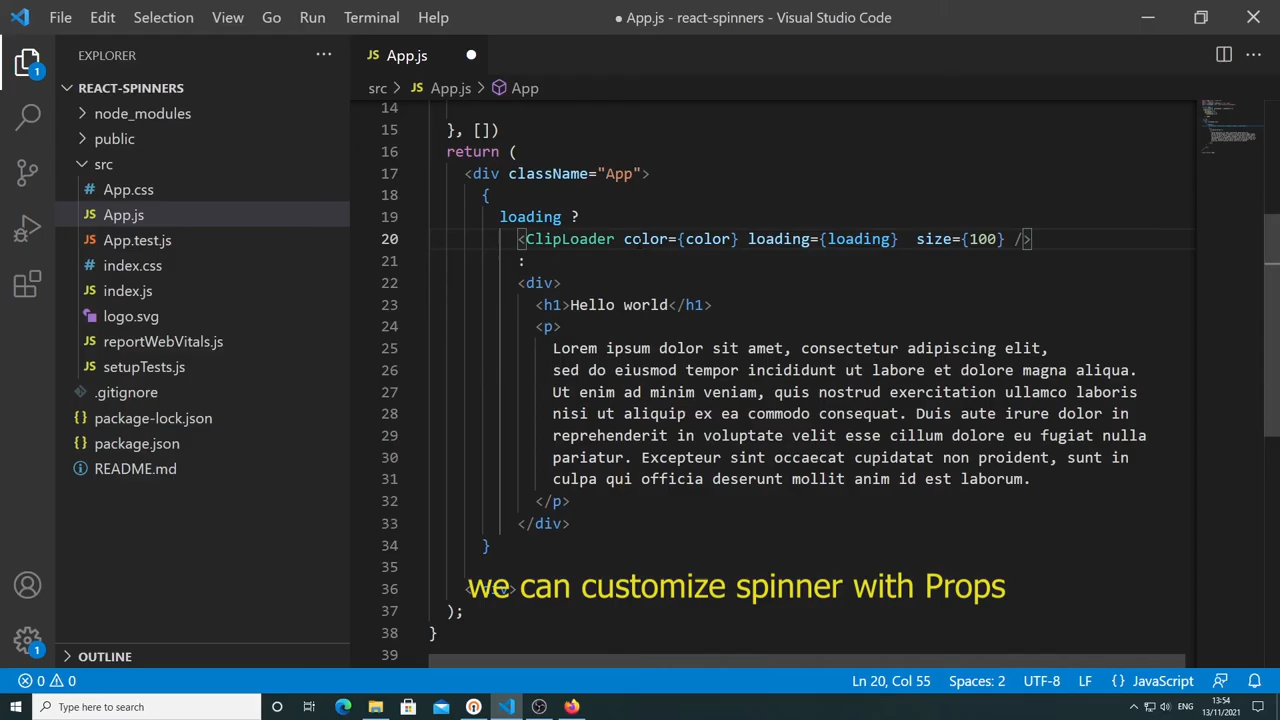 File Edit Selection View Go Run Terminal Help
● App.js - react-spinners - Visual Studio Code
EXPLORER
REACT-SPINNERS
node_modules
public
src
# App.css
JS App.js
JS App.test.js
# index.css
JS index.js
logo.svg
JS reportWebVitals.js
JS setupTests.js
.gitignore
{} package-lock.json
{} package.json
README.md
OUTLINE
1
1
JS App.js
src > JS App.js > App
14
15 }, [])
16 return (
17 <div className="App">
18 {
19 loading ?
20 <ClipLoader color={color} loading={loading}  size={100} />
21 :
22 <div>
23 <h1>Hello world</h1>
24 <p>
25 Lorem ipsum dolor sit amet, consectetur adipiscing elit,
26 sed do eiusmod tempor incididunt ut labore et dolore magna aliqua.
27 Ut enim ad minim veniam, quis nostrud exercitation ullamco laboris
28 nisi ut aliquip ex ea commodo consequat. Duis aute irure dolor in
29 reprehenderit in voluptate velit esse cillum dolore eu fugiat nulla
30 pariatur. Excepteur sint occaecat cupidatat non proident, sunt in
31 culpa qui officia deserunt mollit anim id est laborum.
32 </p>
33 </div>
34 }
35
we can customize spinner with Props
36 </div>
37 );
38 }
39
0 0 Ln 20, Col 55 Spaces: 2 UTF-8 LF {} JavaScript
Type here to search
ENG
13:54
13/11/2021